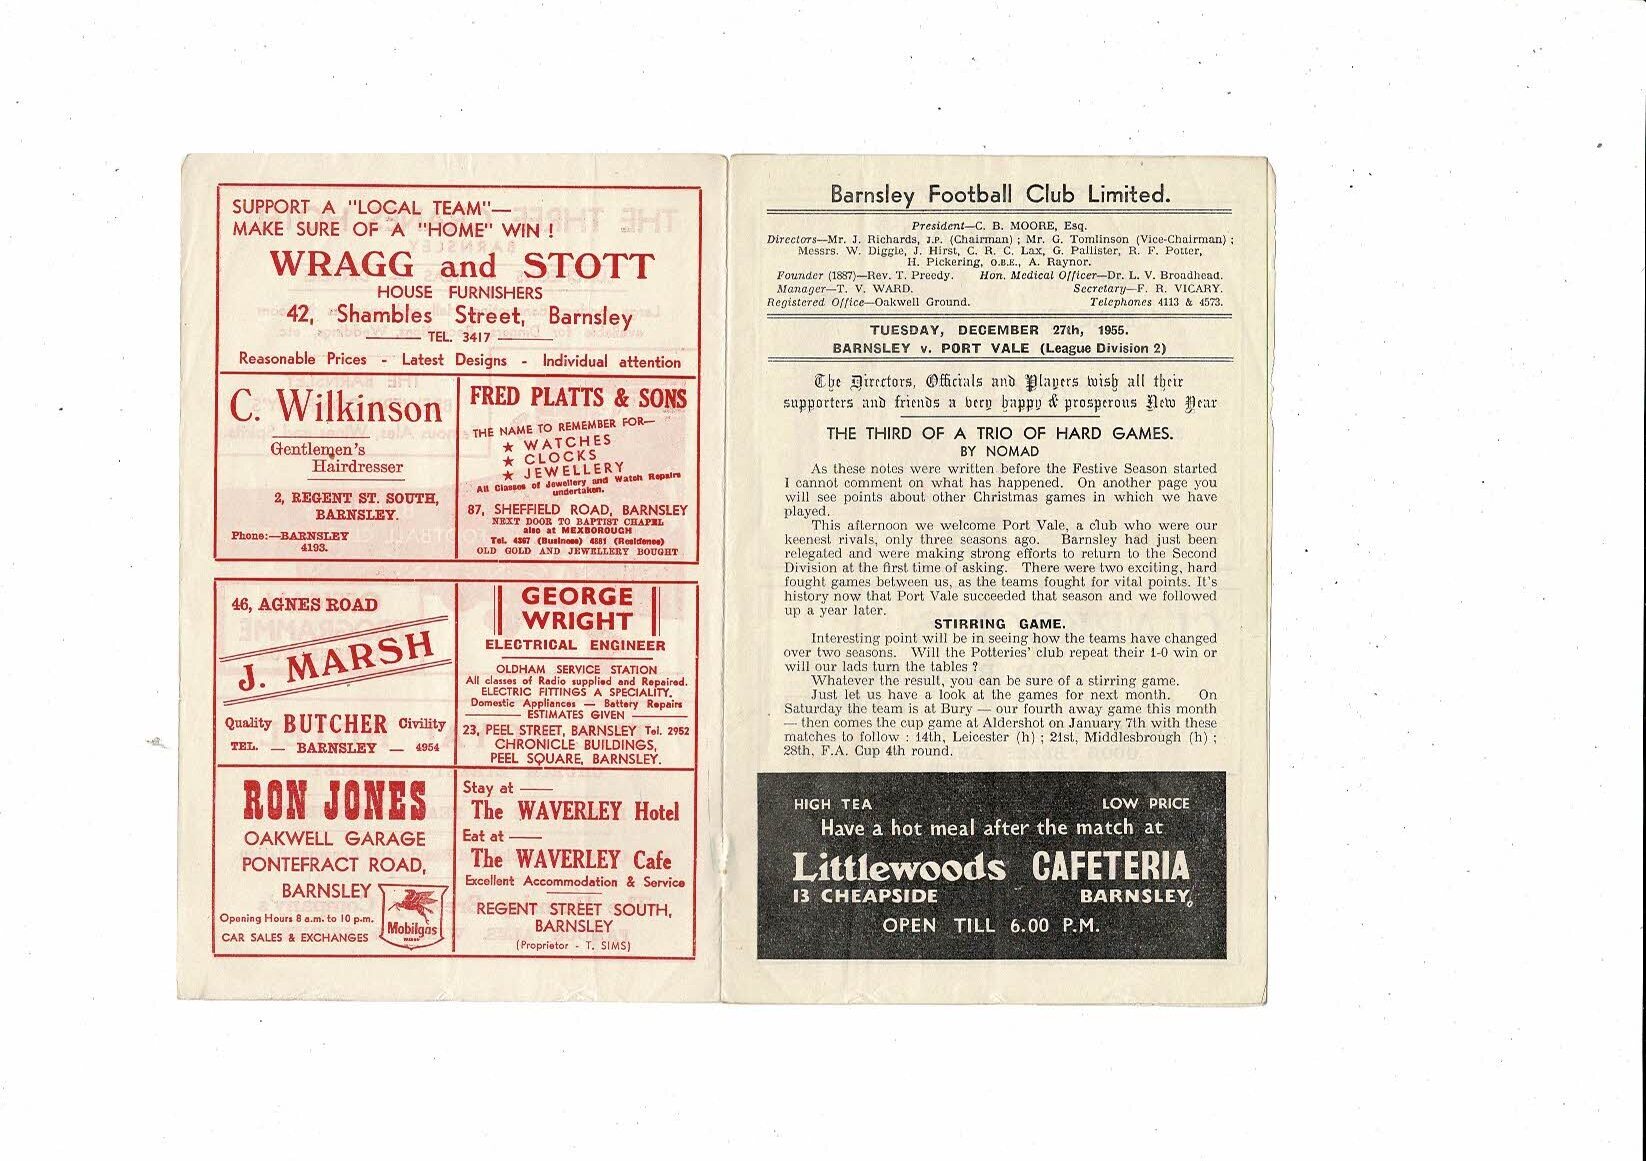 SUPPORT A "LOCAL TEAM"—
MAKE SURE OF A "HOME" WIN !
WRAGG and STOTT
HOUSE FURNISHERS
42, Shambles Street, Barnsley
TEL. 3417
Reasonable Prices - Latest Designs - Individual attention
C. Wilkinson
Gentlemen's
Hairdresser
2, REGENT ST. SOUTH,
BARNSLEY.
Phone:—BARNSLEY
4193.
FRED PLATTS & SONS
THE NAME TO REMEMBER FOR—
★ WATCHES
★ CLOCKS
★ JEWELLERY
All Classes of Jewellery and Watch Repairs
undertaken.
87, SHEFFIELD ROAD, BARNSLEY
NEXT DOOR TO BAPTIST CHAPEL
also at MEXBOROUGH
Tel. 4367 (Business) 4881 (Residence)
OLD GOLD AND JEWELLERY BOUGHT
46, AGNES ROAD
J. MARSH
Quality BUTCHER Civility
TEL. — BARNSLEY — 4954
GEORGE
WRIGHT
ELECTRICAL ENGINEER
OLDHAM SERVICE STATION
All classes of Radio supplied and Repaired.
ELECTRIC FITTINGS A SPECIALITY.
Domestic Appliances — Battery Repairs
ESTIMATES GIVEN
23, PEEL STREET, BARNSLEY Tel. 2952
CHRONICLE BUILDINGS,
PEEL SQUARE, BARNSLEY.
RON JONES
OAKWELL GARAGE
PONTEFRACT ROAD,
BARNSLEY
Opening Hours 8 a.m. to 10 p.m.
CAR SALES & EXCHANGES
Mobilgas
Stay at —
The WAVERLEY Hotel
Eat at —
The WAVERLEY Cafe
Excellent Accommodation & Service
REGENT STREET SOUTH,
BARNSLEY
(Proprietor - T. SIMS)
Barnsley Football Club Limited.
President—C. B. MOORE, Esq.
Directors—Mr. J. Richards, J.P. (Chairman) ; Mr. G. Tomlinson (Vice-Chairman) ;
Messrs. W. Diggle, J. Hirst, C. R. C. Lax, G. Pallister, R. F. Potter,
H. Pickering, O.B.E., A. Raynor.
Founder (1887)—Rev. T. Preedy. Hon. Medical Officer—Dr. L. V. Broadhead.
Manager—T. V. WARD. Secretary—F. R. VICARY.
Registered Office—Oakwell Ground. Telephones 4113 & 4573.
TUESDAY, DECEMBER 27th, 1955.
BARNSLEY v. PORT VALE (League Division 2)
The Directors, Officials and Players wish all their
supporters and friends a very happy & prosperous New Year
THE THIRD OF A TRIO OF HARD GAMES.
BY NOMAD
As these notes were written before the Festive Season started
I cannot comment on what has happened. On another page you
will see points about other Christmas games in which we have
played.
This afternoon we welcome Port Vale, a club who were our
keenest rivals, only three seasons ago. Barnsley had just been
relegated and were making strong efforts to return to the Second
Division at the first time of asking. There were two exciting, hard
fought games between us, as the teams fought for vital points. It's
history now that Port Vale succeeded that season and we followed
up a year later.
STIRRING GAME.
Interesting point will be in seeing how the teams have changed
over two seasons. Will the Potteries' club repeat their 1-0 win or
will our lads turn the tables ?
Whatever the result, you can be sure of a stirring game.
Just let us have a look at the games for next month. On
Saturday the team is at Bury — our fourth away game this month
— then comes the cup game at Aldershot on January 7th with these
matches to follow : 14th, Leicester (h) ; 21st, Middlesbrough (h) ;
28th, F.A. Cup 4th round.
HIGH TEA LOW PRICE
Have a hot meal after the match at
Littlewoods CAFETERIA
13 CHEAPSIDE BARNSLEY,
OPEN TILL 6.00 P.M.